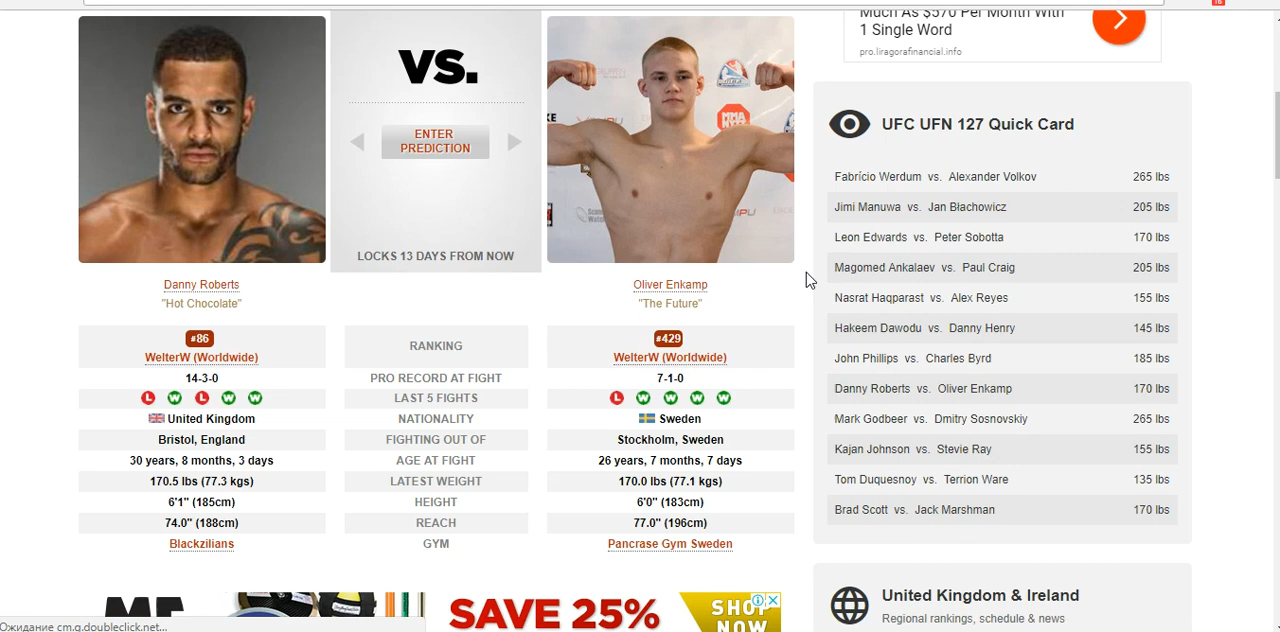 Much As $570 Per Month With
1 Single Word
pro.liragorafinancial.info
VS.
ENTER
PREDICTION
LOCKS 13 DAYS FROM NOW
Danny Roberts
"Hot Chocolate"
Oliver Enkamp
"The Future"
#86
WelterW (Worldwide)
RANKING
#429
WelterW (Worldwide)
14-3-0
PRO RECORD AT FIGHT
7-1-0
L W L W W
LAST 5 FIGHTS
L W W W W
United Kingdom
NATIONALITY
Sweden
Bristol, England
FIGHTING OUT OF
Stockholm, Sweden
30 years, 8 months, 3 days
AGE AT FIGHT
26 years, 7 months, 7 days
170.5 lbs (77.3 kgs)
LATEST WEIGHT
170.0 lbs (77.1 kgs)
6'1" (185cm)
HEIGHT
6'0" (183cm)
74.0" (188cm)
REACH
77.0" (196cm)
Blackzilians
GYM
Pancrase Gym Sweden
UFC UFN 127 Quick Card
Fabrício Werdum vs. Alexander Volkov 265 lbs
Jimi Manuwa vs. Jan Błachowicz 205 lbs
Leon Edwards vs. Peter Sobotta 170 lbs
Magomed Ankalaev vs. Paul Craig 205 lbs
Nasrat Haqparast vs. Alex Reyes 155 lbs
Hakeem Dawodu vs. Danny Henry 145 lbs
John Phillips vs. Charles Byrd 185 lbs
Danny Roberts vs. Oliver Enkamp 170 lbs
Mark Godbeer vs. Dmitry Sosnovskiy 265 lbs
Kajan Johnson vs. Stevie Ray 155 lbs
Tom Duquesnoy vs. Terrion Ware 135 lbs
Brad Scott vs. Jack Marshman 170 lbs
United Kingdom & Ireland
Regional rankings, schedule & news
SAVE 25%
SHOP
NOW
Ожидание cm.g.doubleclick.net...